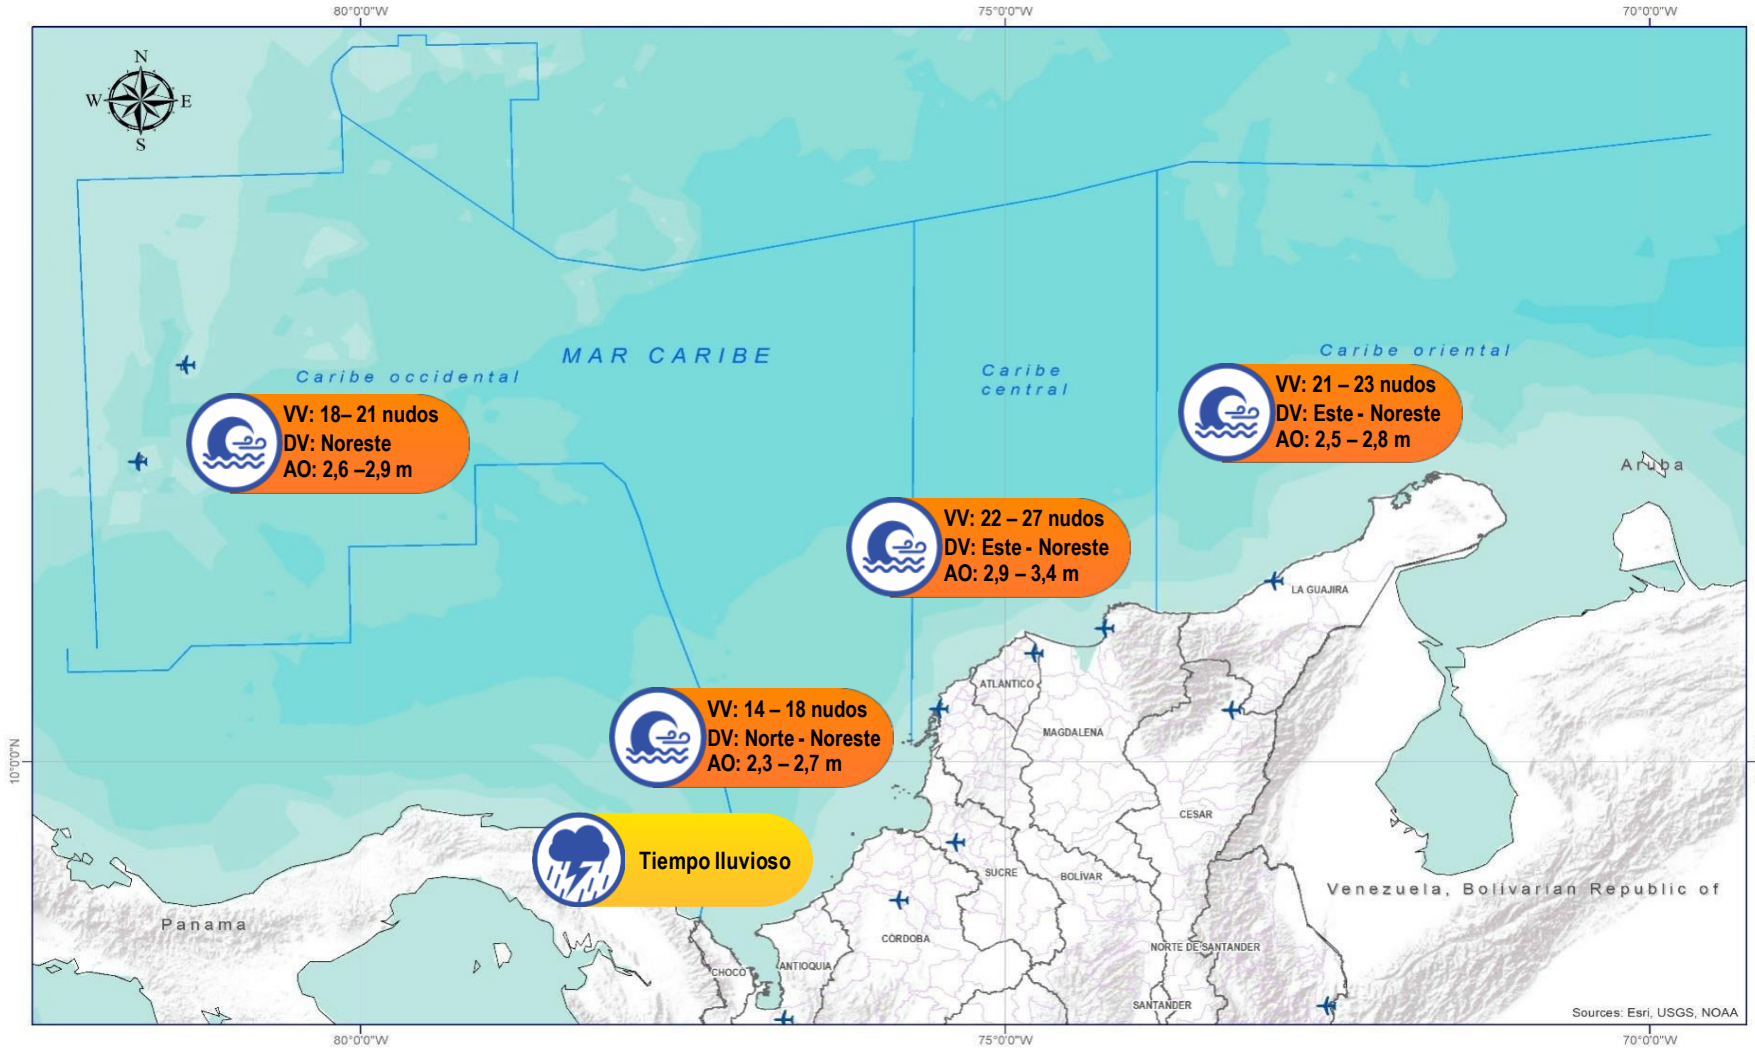 80°0'0"W
75°0'0"W
70°0'0"W
N
W
E
S
MAR CARIBE
Caribe occidental
Caribe
central
Caribe oriental
VV: 18– 21 nudos
DV: Noreste
AO: 2,6 –2,9 m
VV: 21 – 23 nudos
DV: Este - Noreste
AO: 2,5 – 2,8 m
Aruba
VV: 22 – 27 nudos
DV: Este - Noreste
AO: 2,9 – 3,4 m
LA GUAJIRA
ATLÁNTICO
VV: 14 – 18 nudos
DV: Norte - Noreste
AO: 2,3 – 2,7 m
MAGDALENA
10°0'0"N
CESAR
Tiempo lluvioso
SUCRE
BOLÍVAR
Venezuela, Bolivarian Republic of
Panama
CÓRDOBA
NORTE DE SANTANDER
CHOCÓ
ANTIOQUIA
SANTANDER
Sources: Esri, USGS, NOAA
80°0'0"W
75°0'0"W
70°0'0"W